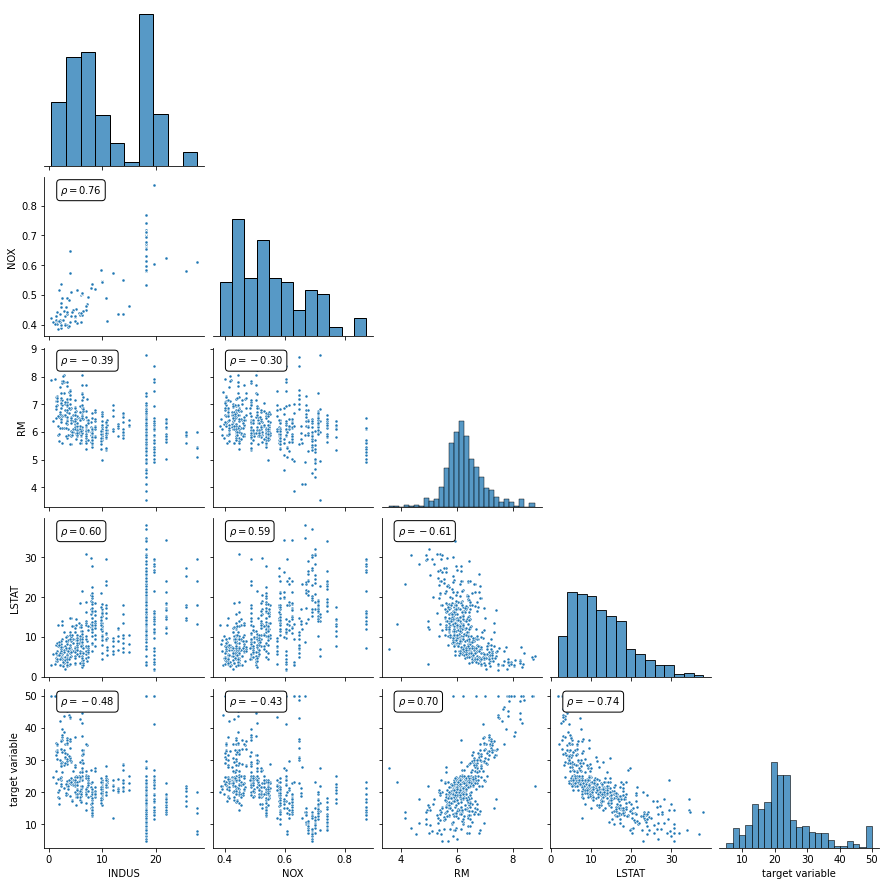 ρ = 0.76
0.8
0.7
0.6
0.5
0.4
NOX
ρ = −0.39
ρ = −0.30
9
8
7
6
5
4
RM
ρ = 0.60
ρ = 0.59
ρ = −0.61
30
20
10
0
LSTAT
ρ = −0.48
ρ = −0.43
ρ = 0.70
ρ = −0.74
50
40
30
20
10
target variable
0 10 20 0.4 0.6 0.8 4 6 8 0 10 20 30 10 20 30 40 50
INDUS NOX RM LSTAT target variable